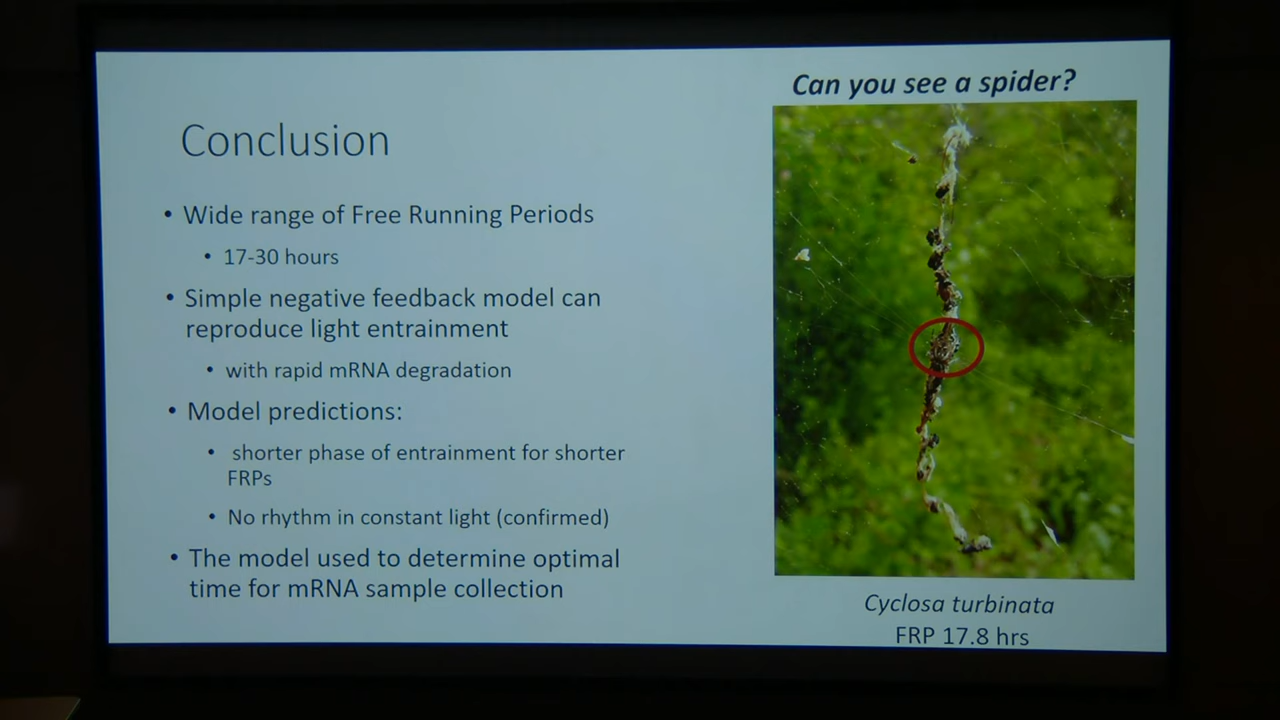 Can you see a spider?
Conclusion
• Wide range of Free Running Periods
• 17-30 hours
• Simple negative feedback model can
reproduce light entrainment
• with rapid mRNA degradation
• Model predictions:
• shorter phase of entrainment for shorter
FRPs
• No rhythm in constant light (confirmed)
• The model used to determine optimal
time for mRNA sample collection
Cyclosa turbinata
FRP 17.8 hrs